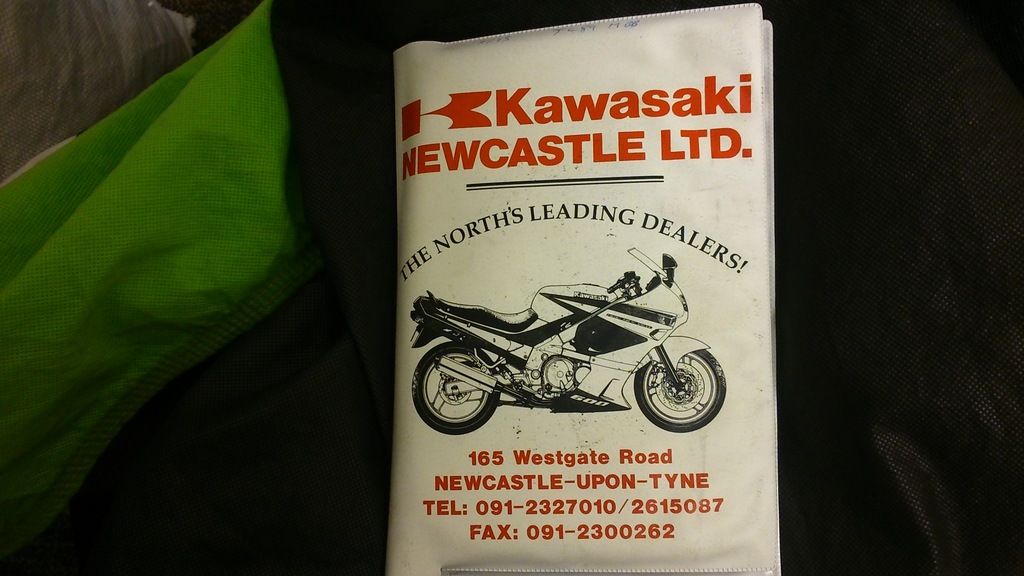 Kawasaki
NEWCASTLE LTD.
THE NORTH'S LEADING DEALERS!
Kawasaki
165 Westgate Road
NEWCASTLE-UPON-TYNE
TEL: 091-2327010/2615087
FAX: 091-2300262